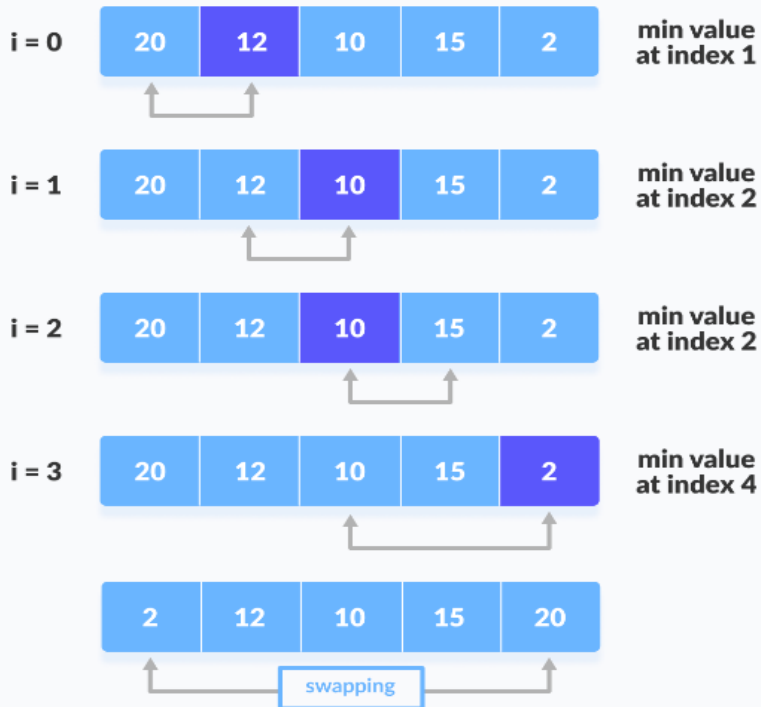 i = 0 20 12 10 15 2 min value
at index 1
i = 1 20 12 10 15 2 min value
at index 2
i = 2 20 12 10 15 2 min value
at index 2
i = 3 20 12 10 15 2 min value
at index 4
2 12 10 15 20
swapping